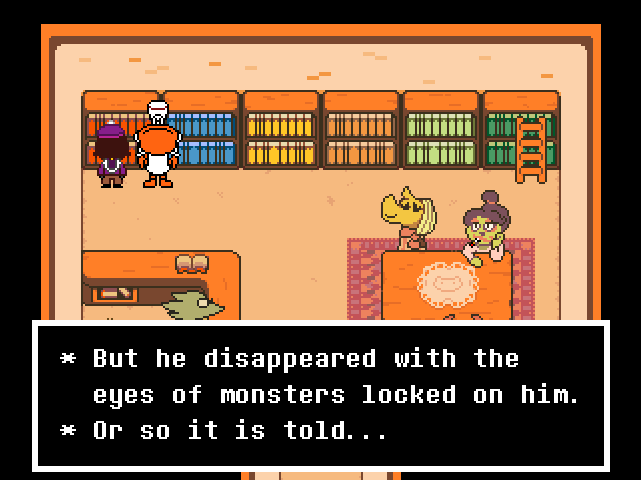 * But he disappeared with the
eyes of monsters locked on him.
* Or so it is told...